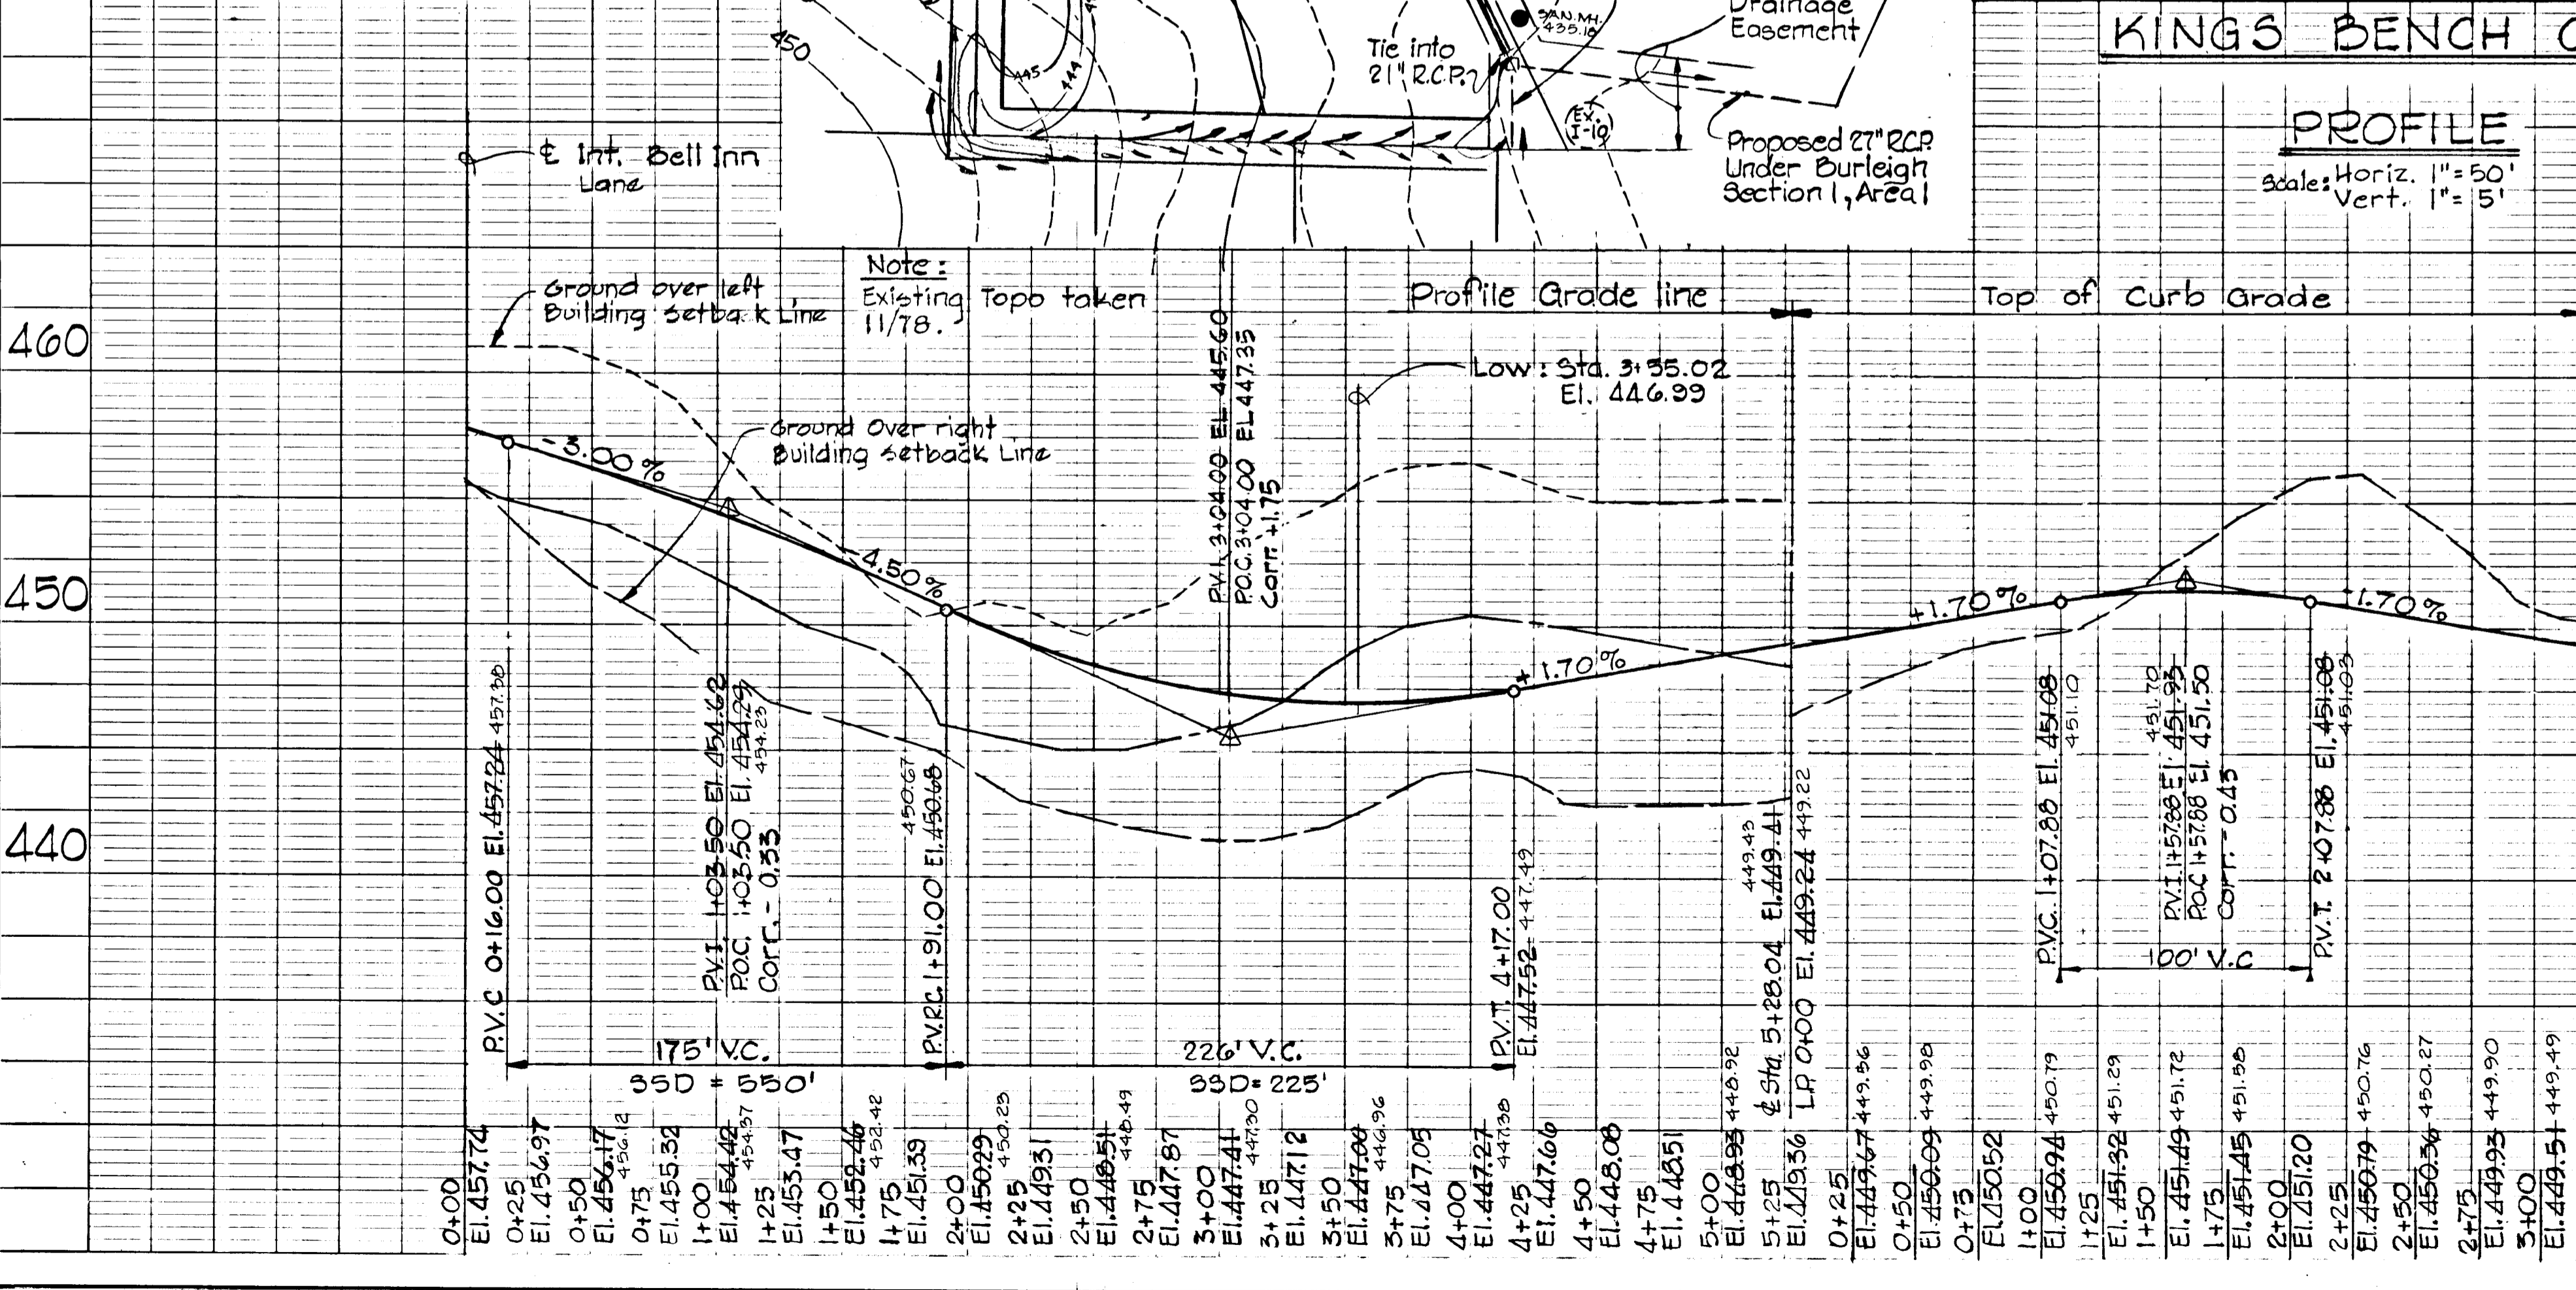 450
445
444
SAN. MH.
435.18
Drainage
Easement
Tie into
21" R.C.P.
(EX.
I-10)
Proposed 27" RCP
Under Burleigh
Section 1, Area 1
KINGS BENCH C
PROFILE
Scale: Horiz. 1"=50'
Vert. 1"= 5'
℄ Int. Bell Inn
Lane
Note:
Existing Topo taken
11/78.
Ground over left
Building Setback Line
Profile Grade line
Top of Curb Grade
460
450
440
Low: Sta. 3+35.02
El. 446.99
Ground Over right
Building Setback Line
-3.00%
-4.50%
+1.70%
+1.70%
-1.70%
P.V.C 0+16.00 El. 457.24 457.38
P.V.I. 1+03.50 El. 454.62
P.O.C. 1+03.50 El. 454.29
454.23
Corr. - 0.33
450.67
P.V.R.C. 1+91.00 El. 450.68
P.V.I. 3+04.00 EL 445.60
P.O.C. 3+04.00 EL 447.35
Corr. +1.75
P.V.T. 4+17.00
El. 447.52 447.49
449.43
℄ Sta. 5+28.04 El. 449.41
L.P. 0+00 El. 449.24 449.22
P.V.C. 1+07.88 El. 451.08
451.10
451.70
P.V.I. 1+57.88 El. 451.93
P.O.C 1+57.88 El. 451.50
Corr. - 0.43
P.V.T. 2+07.88 El. 451.08
451.03
100' V.C
175' V.C.
SSD = 550'
226' V.C.
SSD= 225'
0+00
El. 457.74
0+25
El. 456.97
0+50
El. 456.17
456.12
0+75
El. 455.32
1+00
El. 454.42
454.37
1+25
El. 453.47
1+50
El. 452.46
452.42
1+75
El. 451.39
2+00
El. 450.29
450.23
2+25
El. 449.31
2+50
El. 448.51
448.49
2+75
El. 447.87
3+00
El. 447.41
447.30
3+25
El. 447.12
3+50
El. 447.00
446.96
3+75
El. 447.05
4+00
El. 447.27
447.38
4+25
El. 447.66
4+50
El. 448.08
4+75
El. 448.51
5+00
El. 448.93 448.92
5+25
El. 449.36
0+25
El. 449.67 449.56
0+50
El. 450.09 449.98
0+75
El. 450.52
1+00
El. 450.94 450.79
1+25
El. 451.32 451.29
1+50
El. 451.49 451.72
1+75
El. 451.45 451.58
2+00
El. 451.20
2+25
El. 450.79 450.76
2+50
El. 450.36 450.27
2+75
El. 449.93 449.90
3+00
El. 449.51 449.49